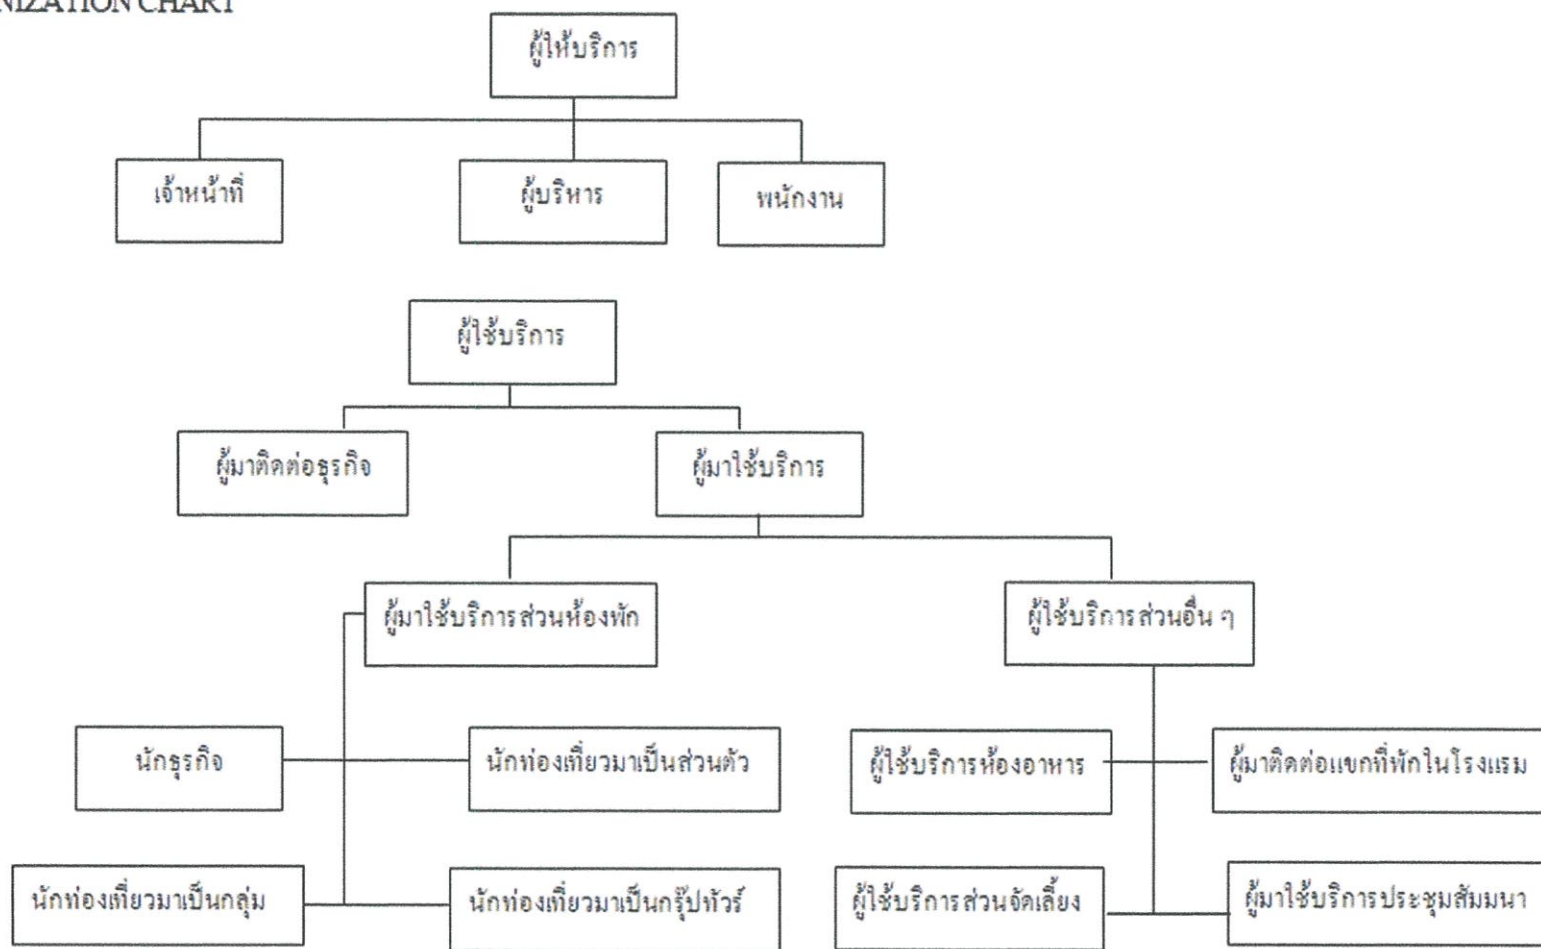 NIZATION CHART
ผู้ให้บริการ
เจ้าหน้าที่
ผู้บริหาร
พนักงาน
ผู้ใช้บริการ
ผู้มาติดต่อธุรกิจ
ผู้มาใช้บริการ
ผู้มาใช้บริการส่วนห้องพัก
ผู้ใช้บริการส่วนอื่น ๆ
นักธุรกิจ
นักท่องเที่ยวมาเป็นส่วนตัว
ผู้ใช้บริการห้องอาหาร
ผู้มาติดต่อแขกที่พักในโรงแรม
นักท่องเที่ยวมาเป็นกลุ่ม
นักท่องเที่ยวมาเป็นกรุ๊ปทัวร์
ผู้ใช้บริการส่วนจัดเลี้ยง
ผู้มาใช้บริการประชุมสัมมนา